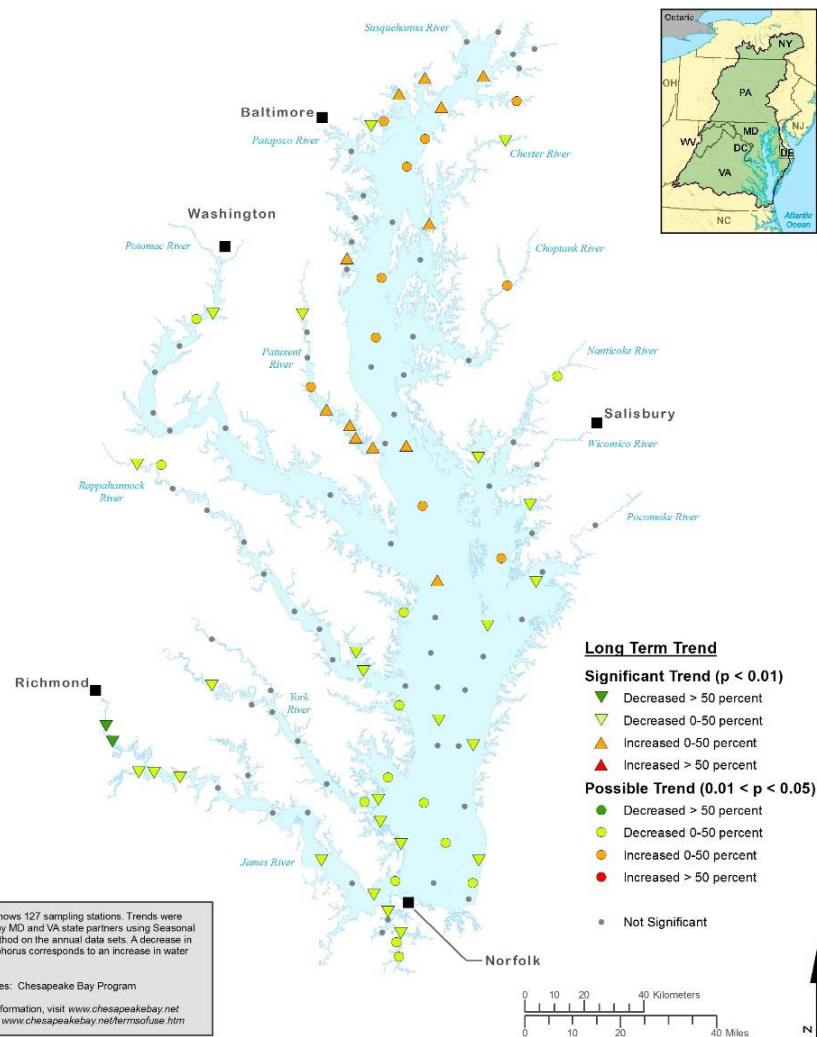 Susquehanna River
Ontario
NY
OH
PA
NJ
MD
WV
DC
DE
VA
NC
Atlantic
Ocean
Baltimore
Patapsco River
Chester River
Washington
Potomac River
Choptank River
Patuxent
River
Nanticoke River
Salisbury
Wicomico River
Rappahannock
River
Pocomoke River
Richmond
York
River
James River
Norfolk
Long Term Trend
Significant Trend (p < 0.01)
Decreased > 50 percent
Decreased 0-50 percent
Increased 0-50 percent
Increased > 50 percent
Possible Trend (0.01 < p < 0.05)
Decreased > 50 percent
Decreased 0-50 percent
Increased 0-50 percent
Increased > 50 percent
Not Significant
hows 127 sampling stations. Trends were
by MD and VA state partners using Seasonal
thod on the annual data sets. A decrease in
phorus corresponds to an increase in water
es: Chesapeake Bay Program
formation, visit www.chesapeakebay.net
www.chesapeakebay.net/termsofuse.htm
0 10 20 40 Kilometers
0 10 20 40 Miles
N